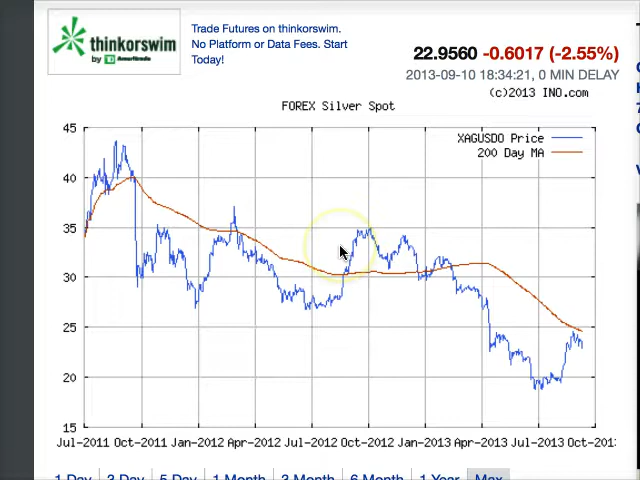 thinkorswim
by TD Ameritrade
Trade Futures on thinkorswim.
No Platform or Data Fees. Start
Today!
22.9560 -0.6017 (-2.55%)
2013-09-10 18:34:21, 0 MIN DELAY
(c)2013 INO.com
FOREX Silver Spot
XAGUSDO Price
200 Day MA
45
40
35
30
25
20
15
Jul-2011 Oct-2011 Jan-2012 Apr-2012 Jul-2012 Oct-2012 Jan-2013 Apr-2013 Jul-2013 Oct-201
1 Day 3 Day 5 Day 1 Month 3 Month 6 Month 1 Year Max